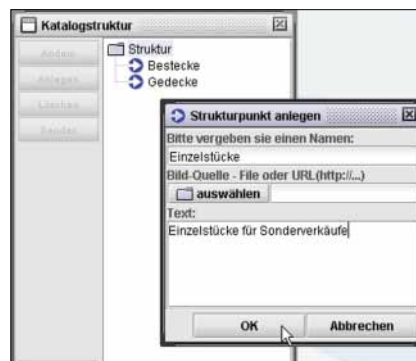 Katalogstruktur
Ändern
Anlegen
Löschen
Senden
Struktur
Bestecke
Gedecke
Strukturpunkt anlegen
Bitte vergeben sie einen Namen:
Einzelstücke
Bild-Quelle - File oder URL(http://...)
auswählen
Text:
Einzelstücke für Sonderverkäufe
OK
Abbrechen